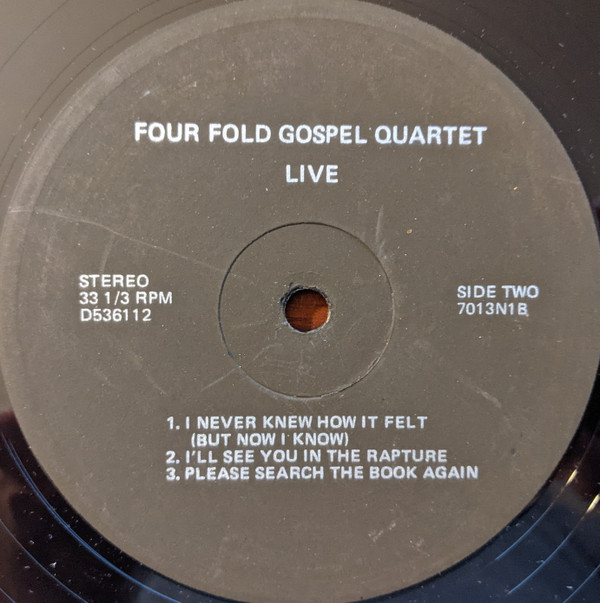 FOUR FOLD GOSPEL QUARTET
LIVE
STEREO
33 1/3 RPM
D536112
SIDE TWO
7013N1B
1. I NEVER KNEW HOW IT FELT
(BUT NOW I KNOW)
2. I'LL SEE YOU IN THE RAPTURE
3. PLEASE SEARCH THE BOOK AGAIN